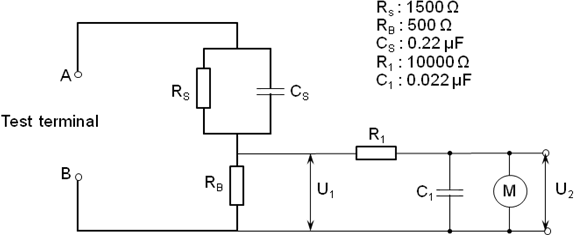 Rs : 1500 Ω
RB : 500 Ω
Cs : 0.22 µF
R1 : 10000 Ω
C1 : 0.022 µF
A
RS
CS
Test terminal
R1
B
RB
U1
C1
M
U2